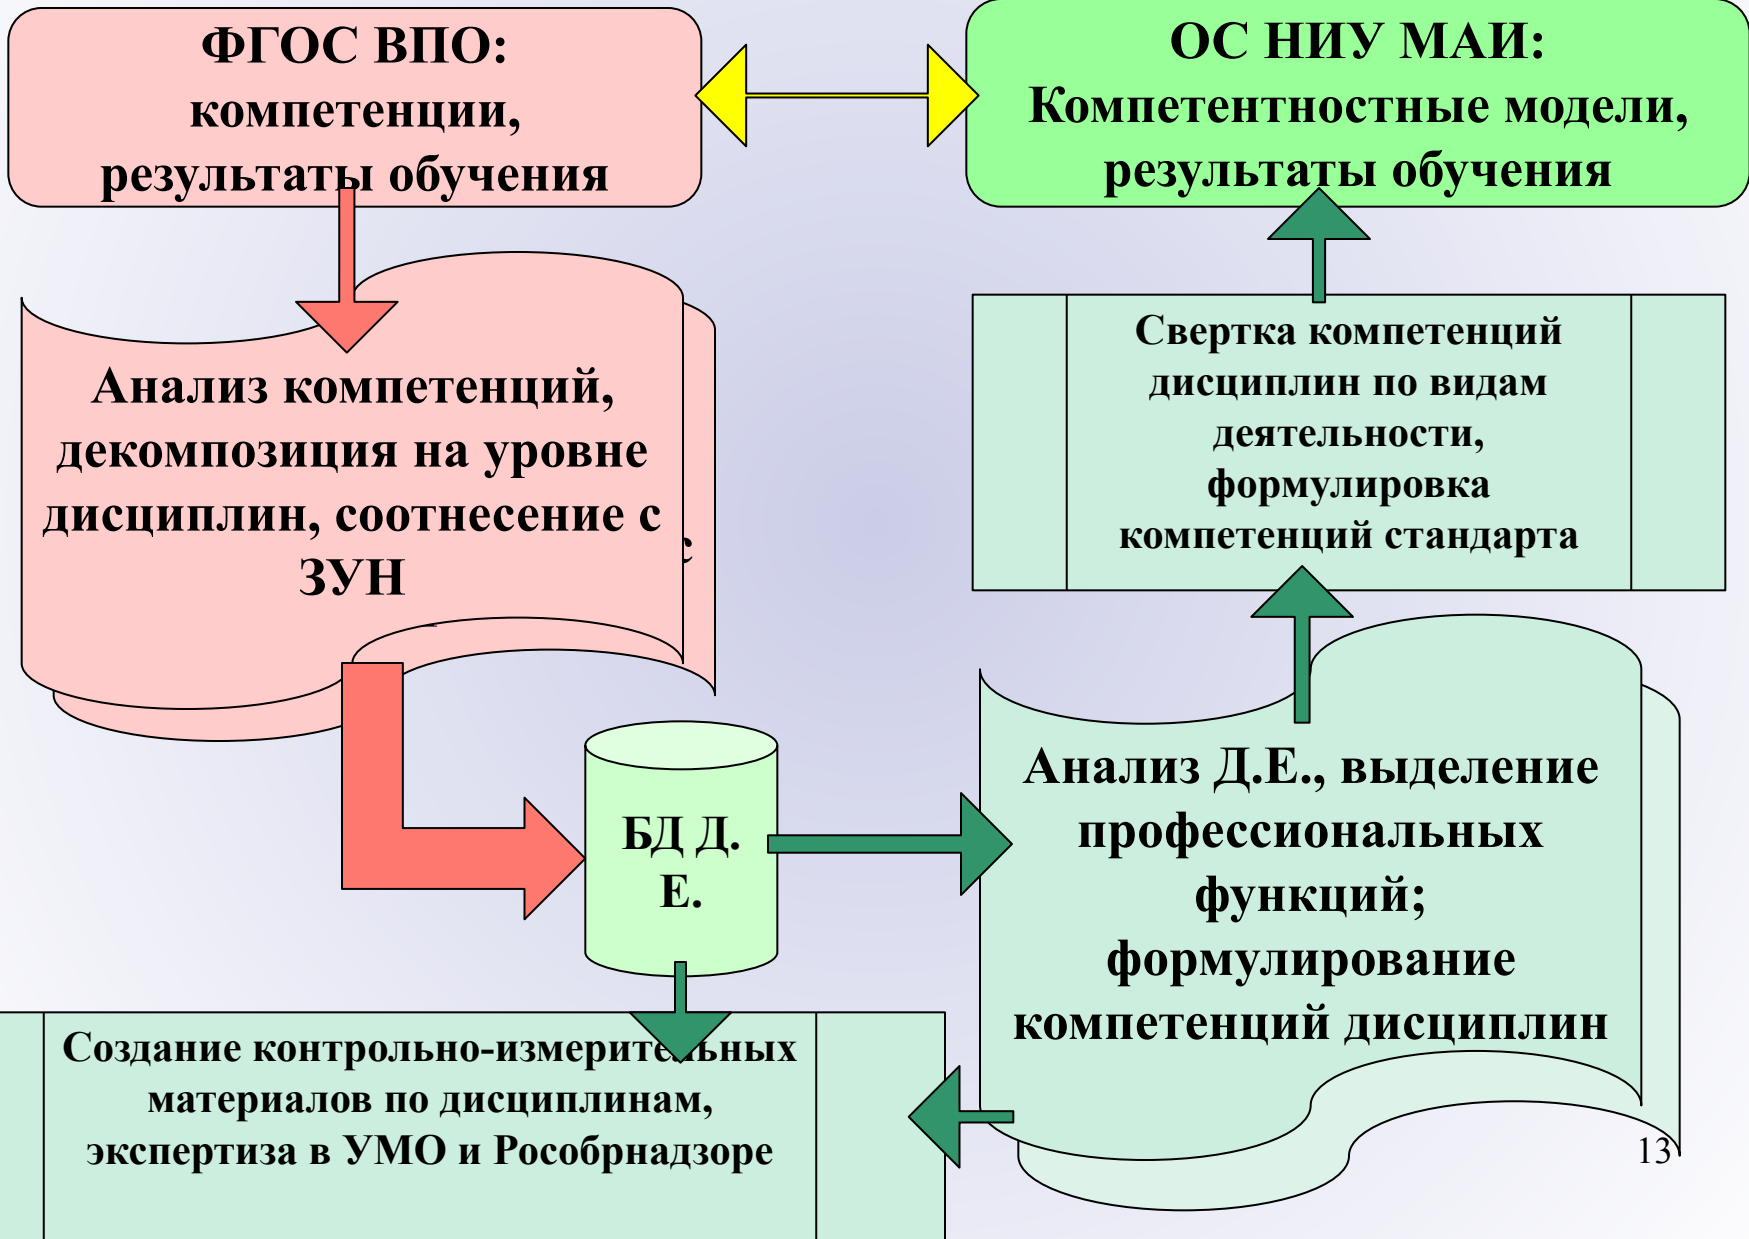 ФГОС ВПО:
компетенции,
результаты обучения
ОС НИУ МАИ:
Компетентностные модели,
результаты обучения
Анализ компетенций,
декомпозиция на уровне
дисциплин, соотнесение с
ЗУН
с
Свертка компетенций
дисциплин по видам
деятельности,
формулировка
компетенций стандарта
БД Д.
Е.
Анализ Д.Е., выделение
профессиональных
функций;
формулирование
компетенций дисциплин
Создание контрольно-измерительных
материалов по дисциплинам,
экспертиза в УМО и Рособрнадзоре
13